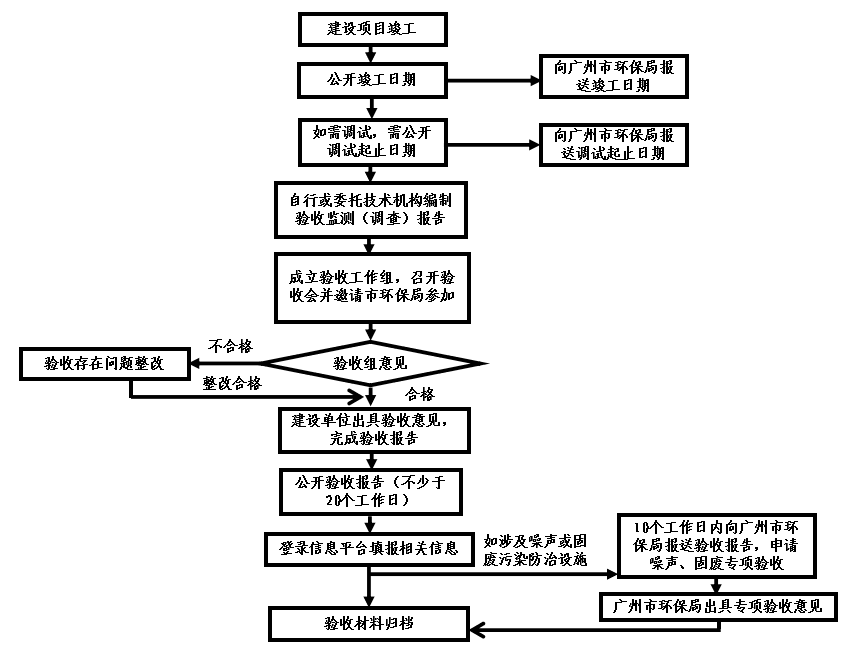 建设项目竣工
公开竣工日期
向广州市环保局报
送竣工日期
如需调试，需公开
调试起止日期
向广州市环保局报
送调试起止日期
自行或委托技术机构编制
验收监测（调查）报告
成立验收工作组，召开验
收会并邀请市环保局参加
不合格
验收组意见
验收存在问题整改
整改合格
合格
建设单位出具验收意见，
完成验收报告
公开验收报告（不少于
20个工作日）
登录信息平台填报相关信息
如涉及噪声或固
废污染防治设施
10个工作日内向广州市环
保局报送验收报告，申请
噪声、固废专项验收
广州市环保局出具专项验收意见
验收材料归档